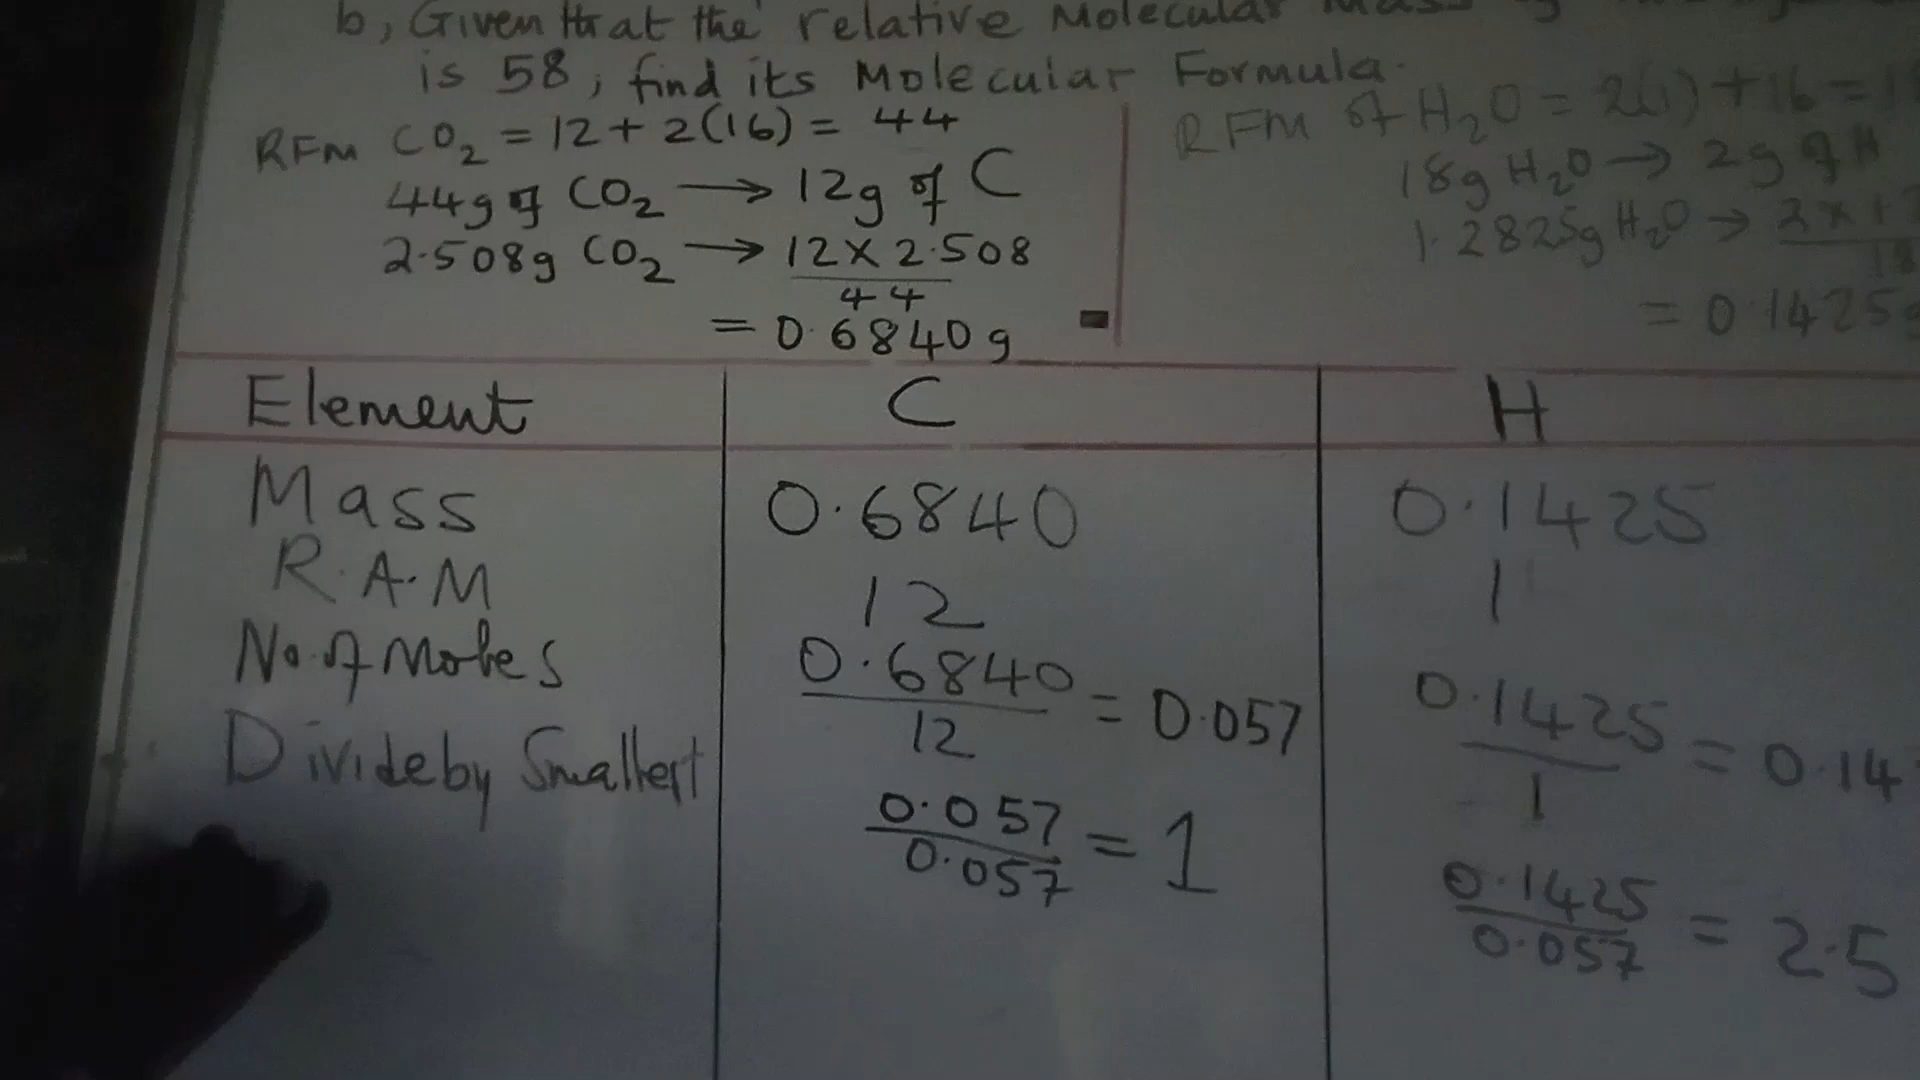 b, Given that the relative Molecular
is 58, find its Molecular Formula.
RFM CO₂ = 12 + 2(16) = 44
44g of CO₂ → 12g of C
2.508g CO₂ → 12 × 2.508
44
= 0.6840g
RFM of H₂O = 2(1) + 16 =
18g H₂O → 2g of H
1.2825g H₂O →
= 0.1425g
Element C H
Mass 0.6840 0.1425
R.A.M 12 1
No. of Moles 0.6840 / 12 = 0.057 0.1425 / 1 = 0.14
Divide by Smallest 0.057 / 0.057 = 1 0.1425 / 0.057 = 2.5